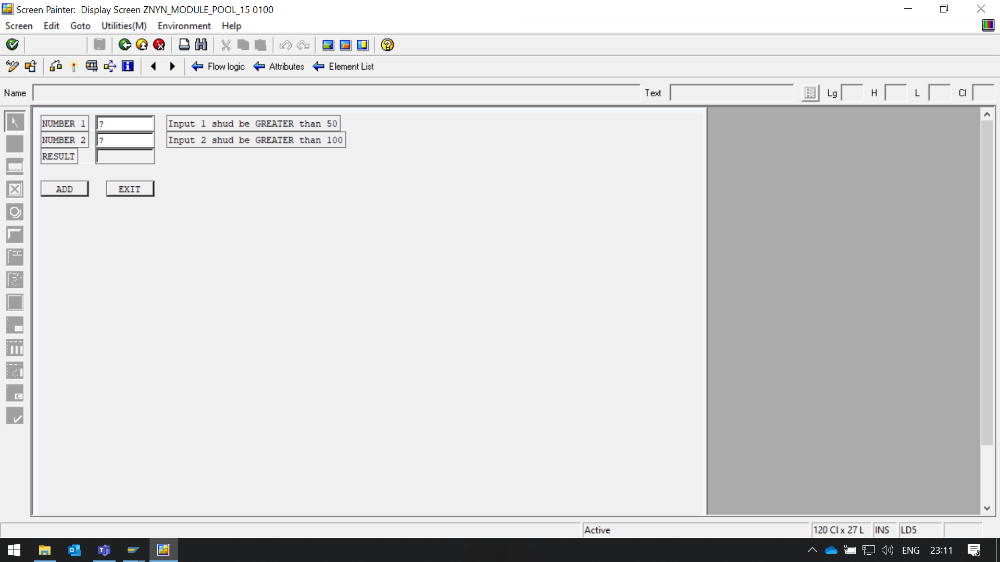 Screen Painter:  Display Screen ZNYN_MODULE_POOL_15 0100
Screen Edit Goto Utilities(M) Environment Help
Flow logic Attributes Element List
Name Text Lg H L Cl
NUMBER 1 ? Input 1 shud be GREATER than 50
NUMBER 2 ? Input 2 shud be GREATER than 100
RESULT
ADD EXIT
Active 120 Cl x 27 L INS LD5
ENG 23:11